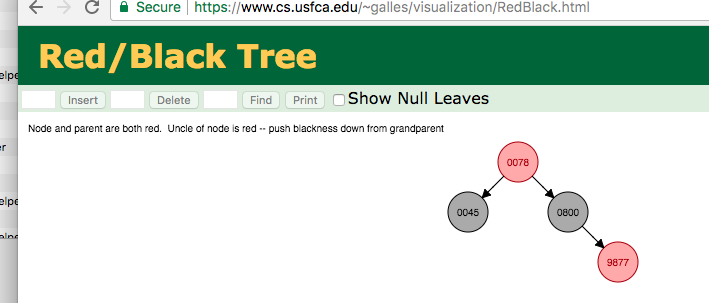 Secure https://www.cs.usfca.edu/~galles/visualization/RedBlack.html
elpe
Red/Black Tree
Insert Delete Find Print Show Null Leaves
Node and parent are both red. Uncle of node is red -- push blackness down from grandparent
er
0078
elpe
0045 0800
elpe
9877